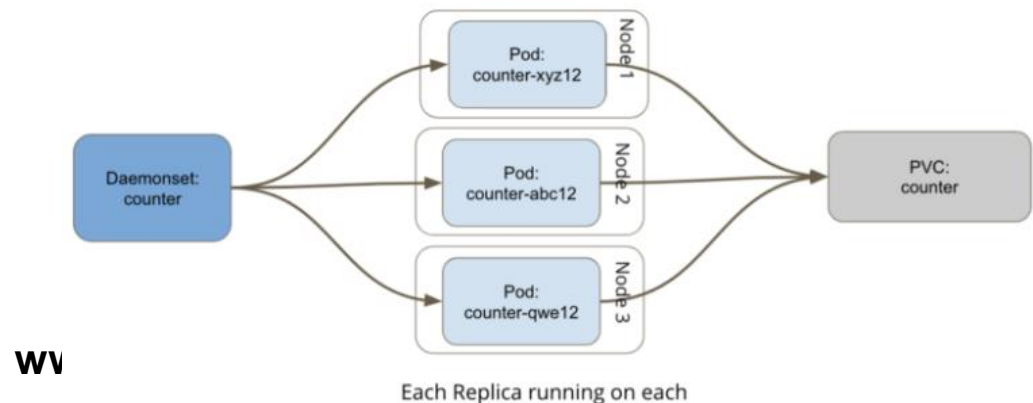 Daemonset:
counter
Pod:
counter-xyz12
Node 1
Pod:
counter-abc12
Node 2
Pod:
counter-qwe12
Node 3
PVC:
counter
Each Replica running on each